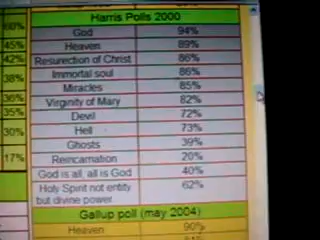 60%
45%
42%
38%
36%
35%
30%
17%
Harris Polls 2000
God 94%
Heaven 89%
Resurection of Christ 86%
Immortal soul 86%
Miracles 85%
Virginity of Mary 82%
Devil 72%
Hell 73%
Ghosts 39%
Reincarnation 20%
God is all, all is God 40%
Holy Spirit not entity 62%
but divine power
Gallup poll (may 2004)
Heaven 90%